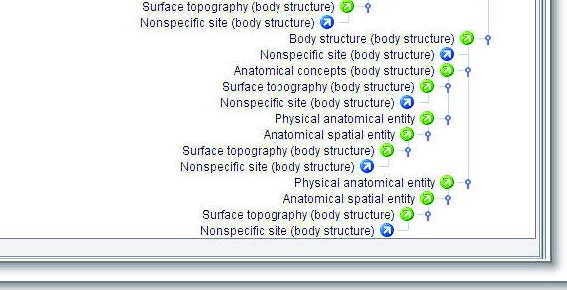 Surface topography (body structure)
Nonspecific site (body structure)
Body structure (body structure)
Nonspecific site (body structure)
Anatomical concepts (body structure)
Surface topography (body structure)
Nonspecific site (body structure)
Physical anatomical entity
Anatomical spatial entity
Surface topography (body structure)
Nonspecific site (body structure)
Physical anatomical entity
Anatomical spatial entity
Surface topography (body structure)
Nonspecific site (body structure)